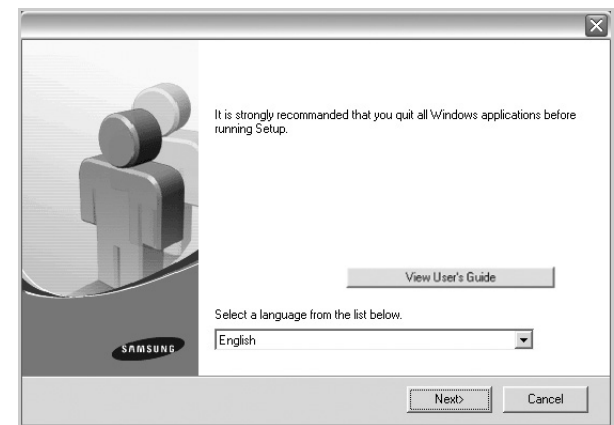 It is strongly recommanded that you quit all Windows applications before
running Setup.
View User's Guide
Select a language from the list below.
SAMSUNG
English
Next>
Cancel